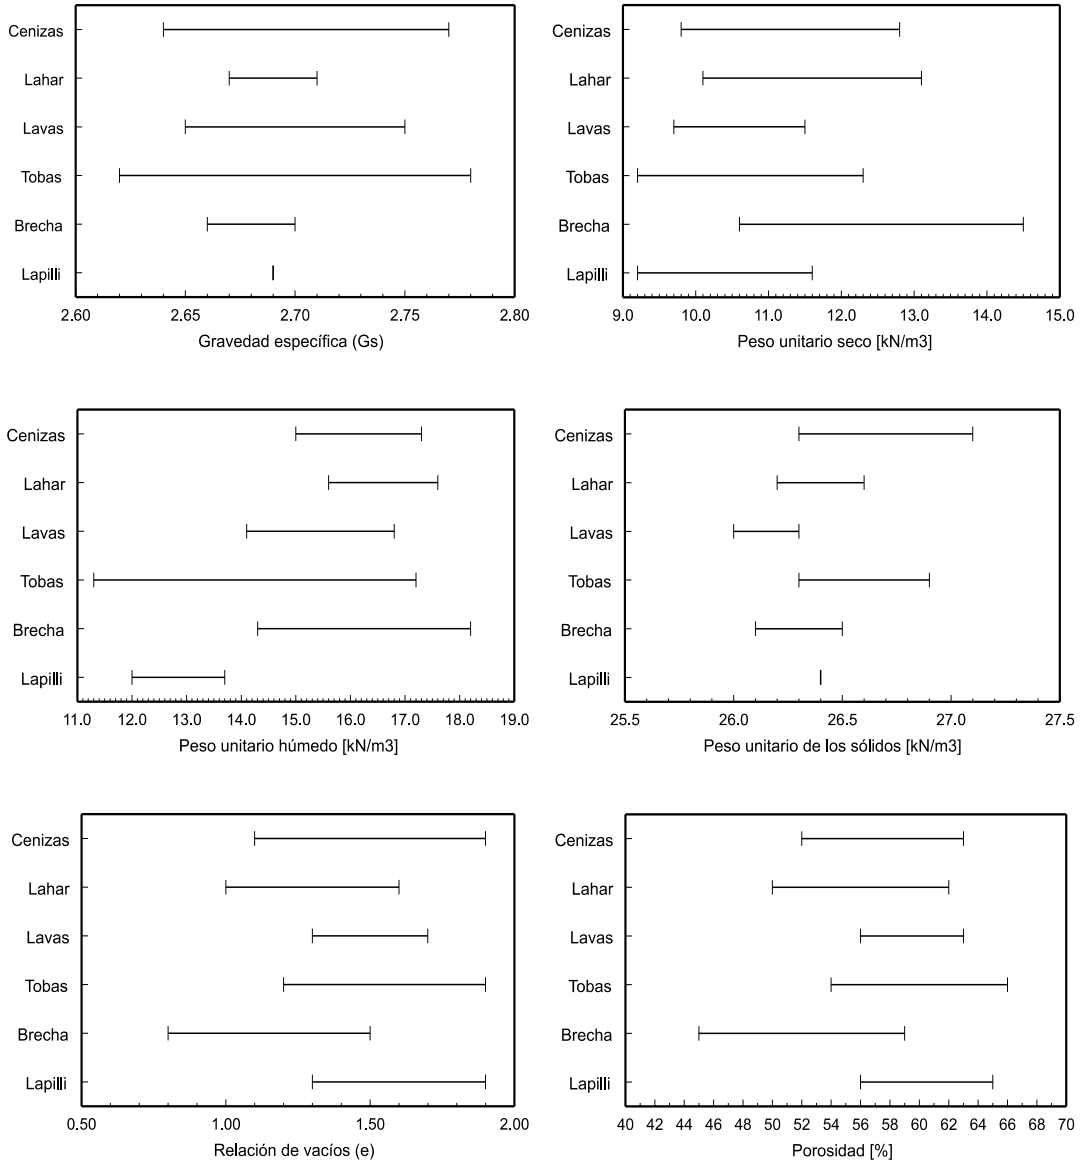 Cenizas
Lahar
Lavas
Tobas
Brecha
Lapilli
2.60 2.65 2.70 2.75 2.80
Gravedad específica (Gs)
Cenizas
Lahar
Lavas
Tobas
Brecha
Lapilli
9.0 10.0 11.0 12.0 13.0 14.0 15.0
Peso unitario seco [kN/m3]
Cenizas
Lahar
Lavas
Tobas
Brecha
Lapilli
11.0 12.0 13.0 14.0 15.0 16.0 17.0 18.0 19.0
Peso unitario húmedo [kN/m3]
Cenizas
Lahar
Lavas
Tobas
Brecha
Lapilli
25.5 26.0 26.5 27.0 27.5
Peso unitario de los sólidos [kN/m3]
Cenizas
Lahar
Lavas
Tobas
Brecha
Lapilli
0.50 1.00 1.50 2.00
Relación de vacíos (e)
Cenizas
Lahar
Lavas
Tobas
Brecha
Lapilli
40 42 44 46 48 50 52 54 56 58 60 62 64 66 68 70
Porosidad [%]